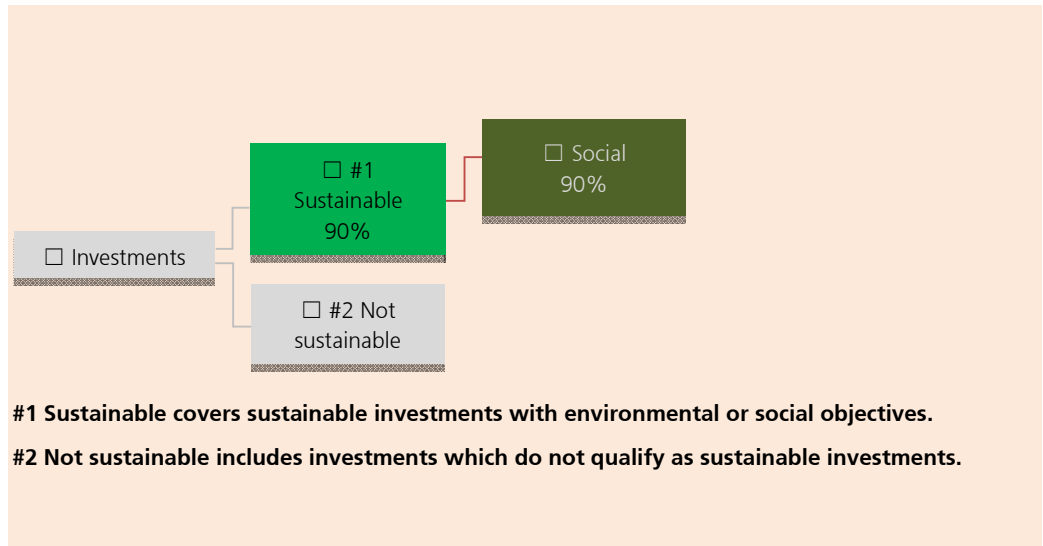 ☐ Social
90%
☐ #1
Sustainable
90%
☐ Investments
☐ #2 Not
sustainable
#1 Sustainable covers sustainable investments with environmental or social objectives.
#2 Not sustainable includes investments which do not qualify as sustainable investments.